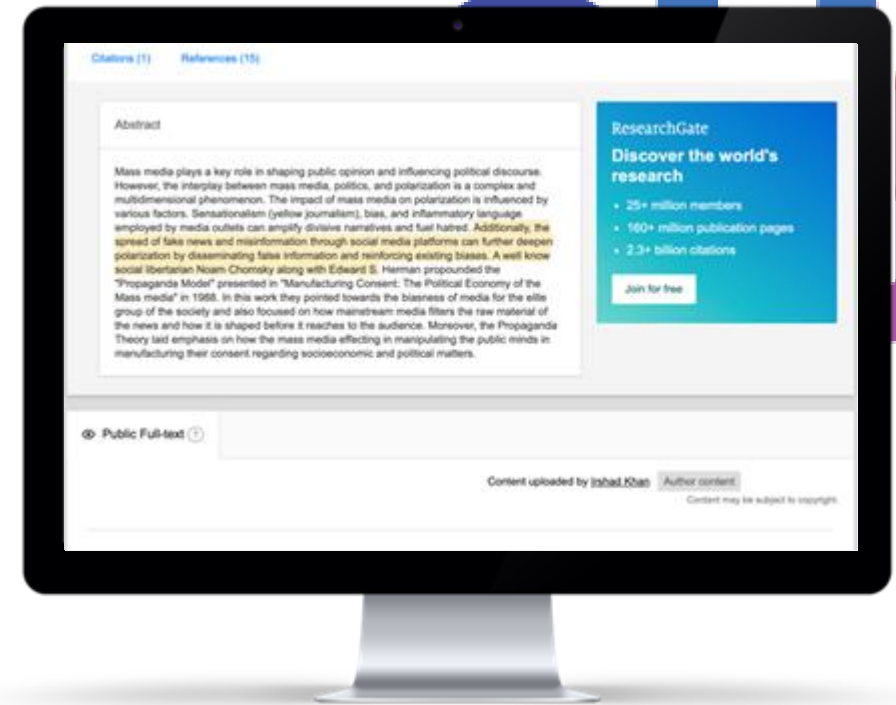 Citations (1) References (15)
Abstract
Mass media plays a key role in shaping public opinion and influencing political discourse.
However, the interplay between mass media, politics, and polarization is a complex and
multidimensional phenomenon. The impact of mass media on polarization is influenced by
various factors. Sensationalism (yellow journalism), bias, and inflammatory language
employed by media outlets can amplify divisive narratives and fuel hatred. Additionally, the
spread of fake news and misinformation through social media platforms can further deepen
polarization by disseminating false information and reinforcing existing biases. A well know
social libertarian Noam Chomsky along with Edward S. Herman propounded the
"Propaganda Model" presented in "Manufacturing Consent: The Political Economy of the
Mass media" in 1988. In this work they pointed towards the biasness of media for the elite
group of the society and also focused on how mainstream media filters the raw material of
the news and how it is shaped before it reaches to the audience. Moreover, the Propaganda
Theory laid emphasis on how the mass media effecting in manipulating the public minds in
manufacturing their consent regarding socioeconomic and political matters.
ResearchGate
Discover the world's
research
• 25+ million members
• 160+ million publication pages
• 2.3+ billion citations
Join for free
Public Full-text ?
Content uploaded by Irshad Khan Author content
Content may be subject to copyright.